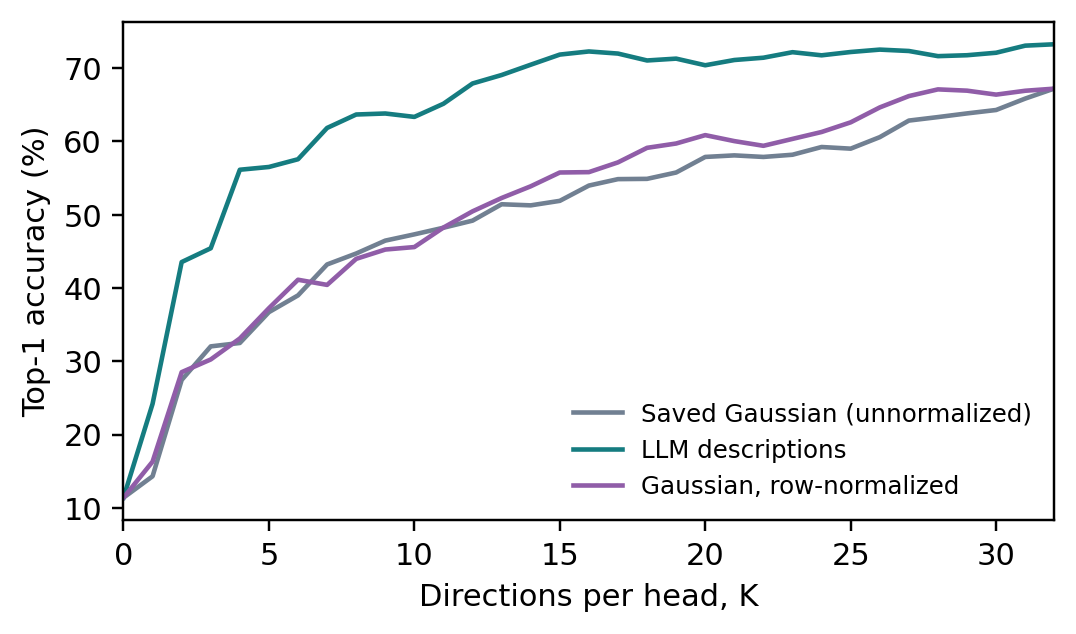 Top-1 accuracy (%)
70
60
50
40
30
20
10
Saved Gaussian (unnormalized)
LLM descriptions
Gaussian, row-normalized
0 5 10 15 20 25 30
Directions per head, K